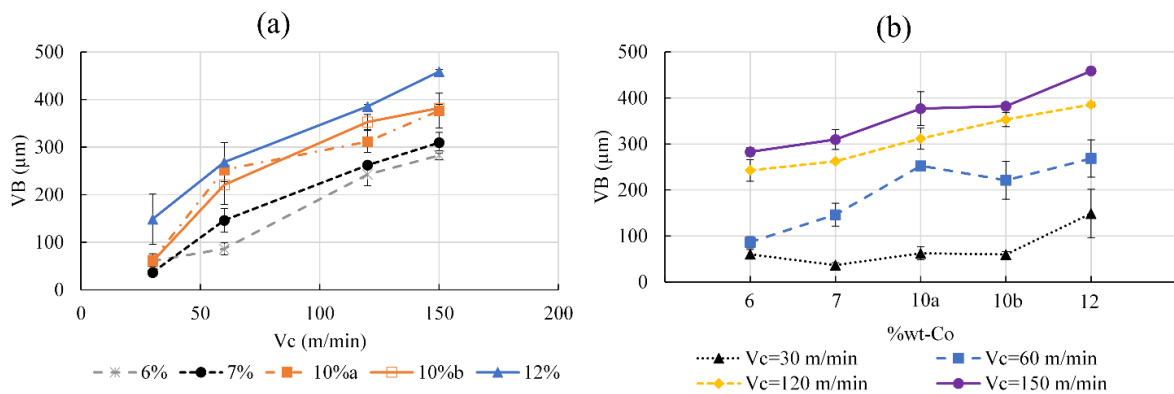 (a)
500
400
300
200
100
0
VB (µm)
0 50 100 150 200
Vc (m/min)
6% 7% 10%a 10%b 12%
(b)
500
400
300
200
100
0
VB (µm)
6 7 10a 10b 12
%wt-Co
Vc=30 m/min Vc=60 m/min
Vc=120 m/min Vc=150 m/min